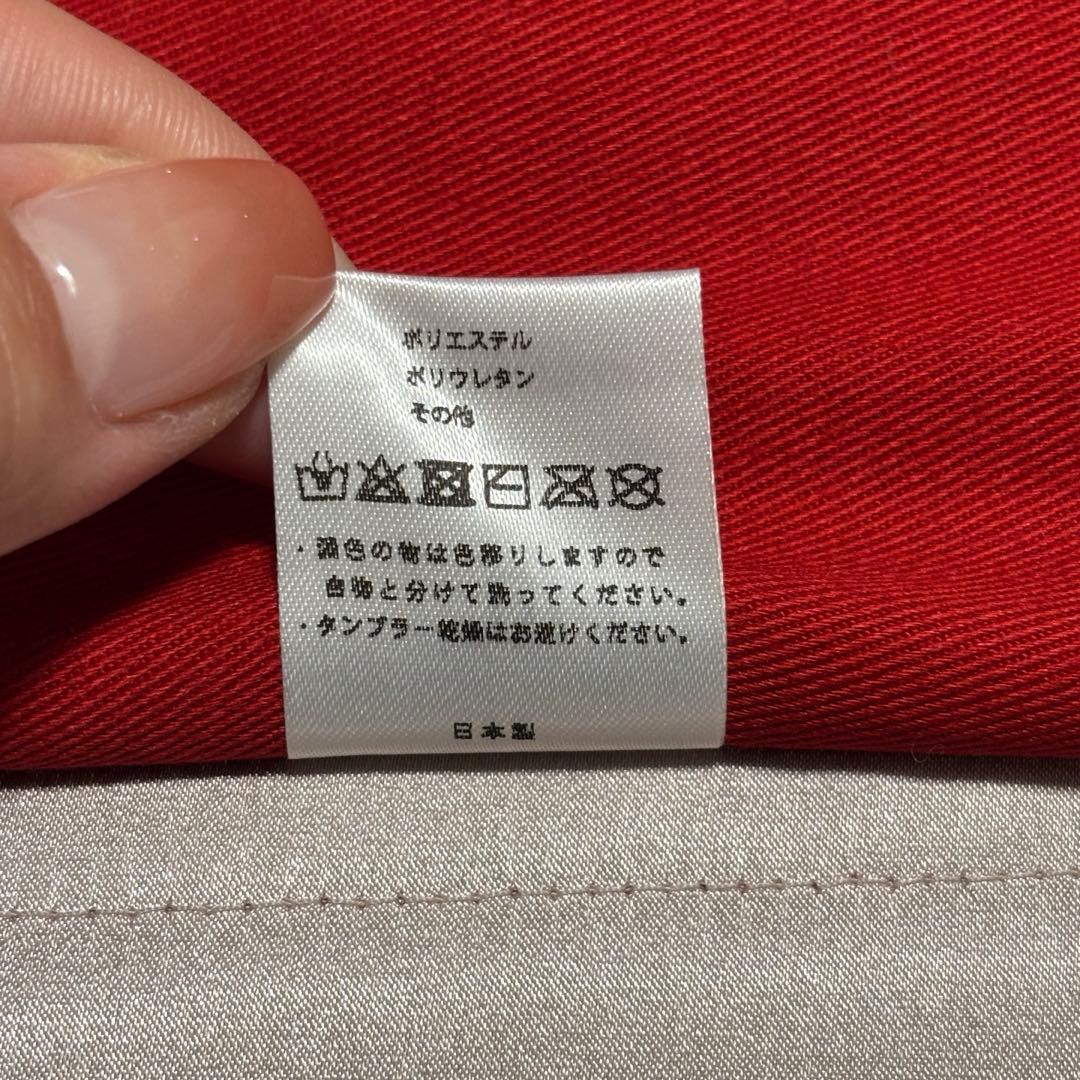 ポリエステル
ポリウレタン
その他
・濃色の物は色移りしますので
白物と分けて洗ってください。
・タンブラー乾燥はお避けください。
日本製